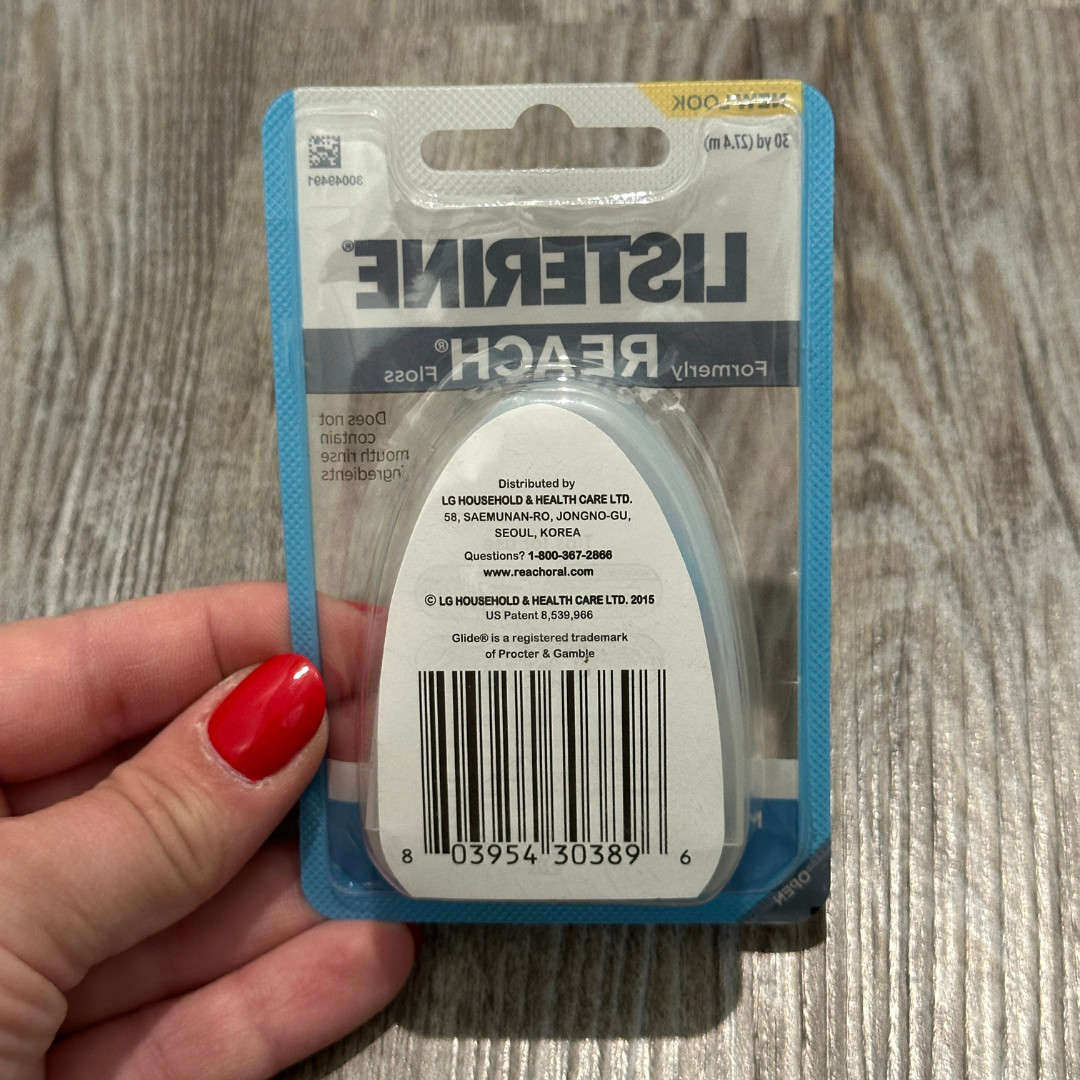 NEW LOOK
30 yd (27.4 m)
30049491
LISTERINE®
Formerly REACH® Floss
Does not
contain
mouth rinse
ingredients
Distributed by
LG HOUSEHOLD & HEALTH CARE LTD.
58, SAEMUNAN-RO, JONGNO-GU,
SEOUL, KOREA
Questions? 1-800-367-2866
www.reachoral.com
© LG HOUSEHOLD & HEALTH CARE LTD. 2015
US Patent 8,539,966
Glide® is a registered trademark
of Procter & Gamble
8 03954 30389 6
OPEN